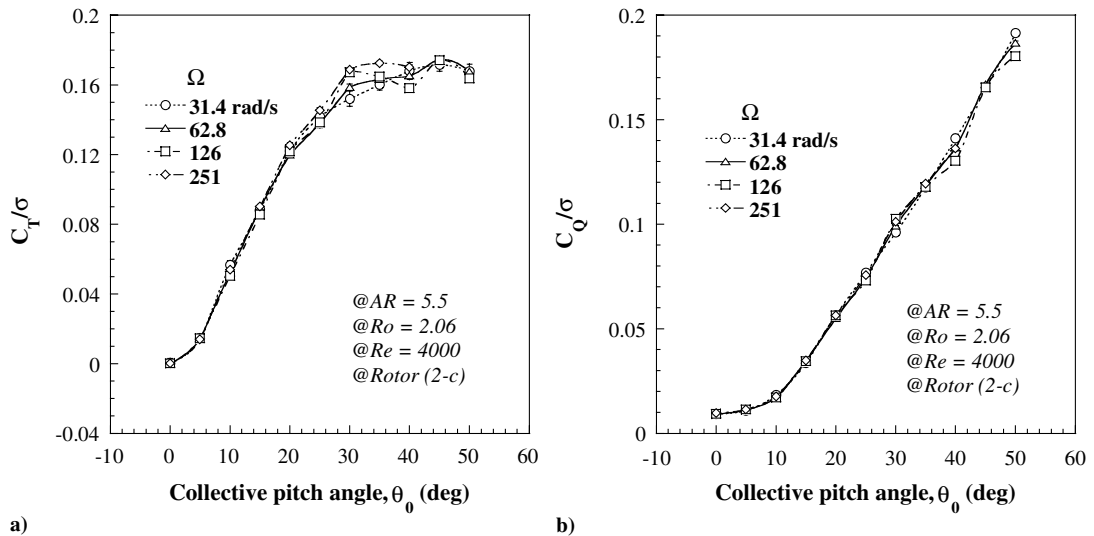 0.2
0.16
0.12
0.08
0.04
0
-0.04
C_T/σ
Ω
31.4 rad/s
62.8
126
251
@AR = 5.5
@Ro = 2.06
@Re = 4000
@Rotor (2-c)
-10 0 10 20 30 40 50 60
Collective pitch angle, θ_0 (deg)
a)
0.2
0.15
0.1
0.05
0
C_Q/σ
Ω
31.4 rad/s
62.8
126
251
@AR = 5.5
@Ro = 2.06
@Re = 4000
@Rotor (2-c)
-10 0 10 20 30 40 50 60
Collective pitch angle, θ_0 (deg)
b)